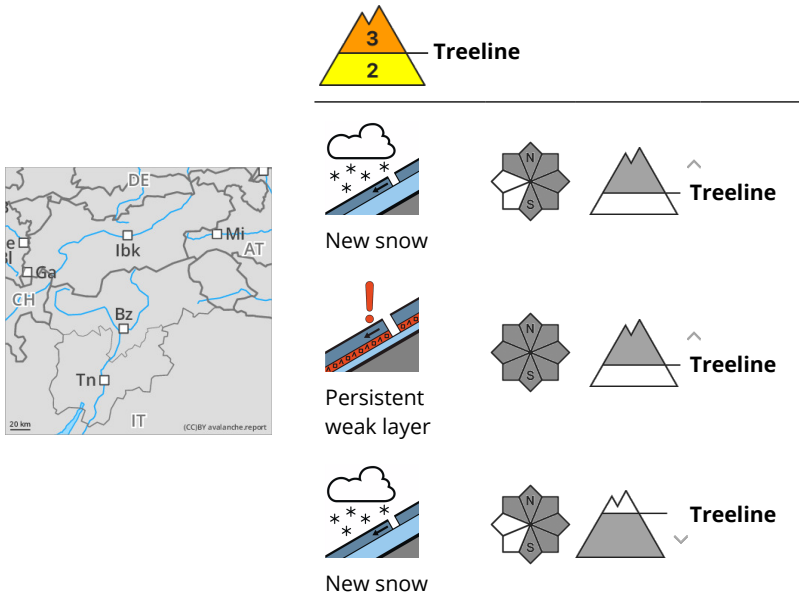 3
2
Treeline
DE
Ibk
Mi
AT
Ga
CH
Bz
Tn
IT
20 km
(CC)BY avalanche.report
N
S
Treeline
New snow
N
S
Treeline
Persistent
weak layer
N
S
Treeline
New snow